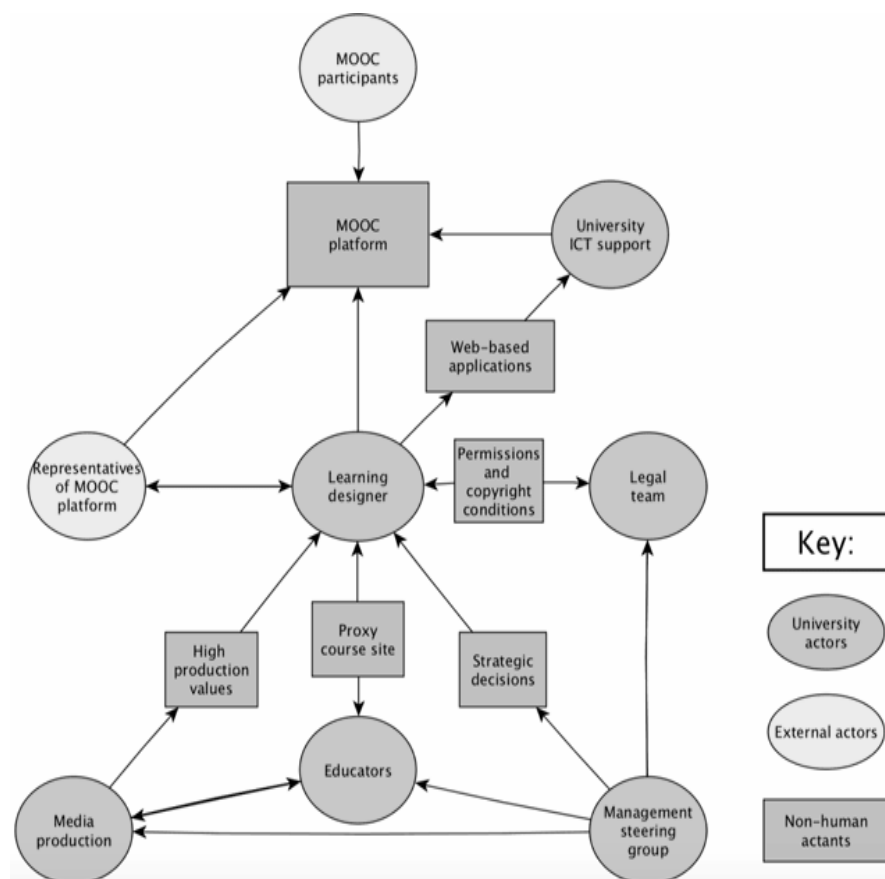 MOOC
participants
MOOC
platform
University
ICT support
Web-based
applications
Representatives
of MOOC
platform
Learning
designer
Permissions
and
copyright
conditions
Legal
team
Key:
High
production
values
Proxy
course site
Strategic
decisions
University
actors
External actors
Educators
Media
production
Management
steering
group
Non-human
actants